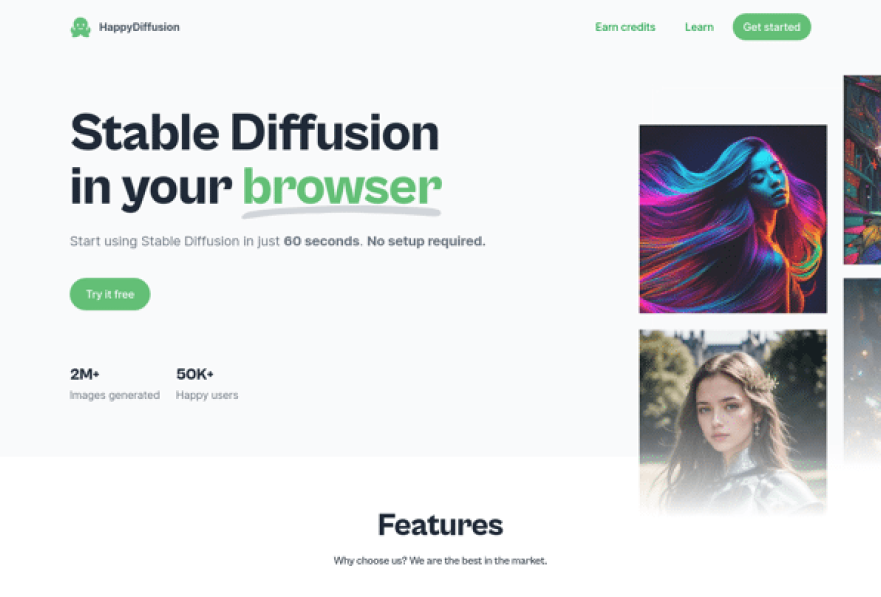 HappyDiffusion
Earn credits
Learn
Get started
Stable Diffusion
in your browser
Start using Stable Diffusion in just 60 seconds. No setup required.
Try it free
2M+
50K+
Images generated
Happy users
Features
Why choose us? We are the best in the market.